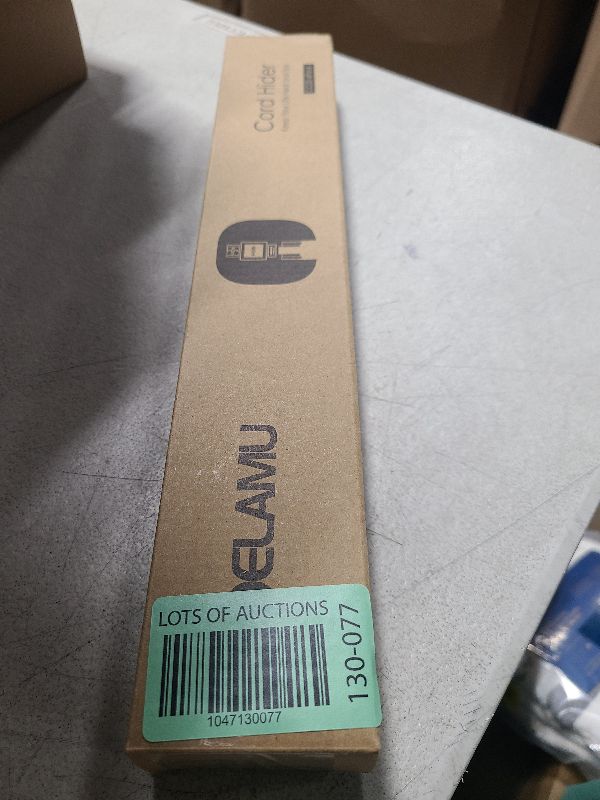 Cord Hider
DELAMU
LOTS OF AUCTIONS
1047130077
130-077